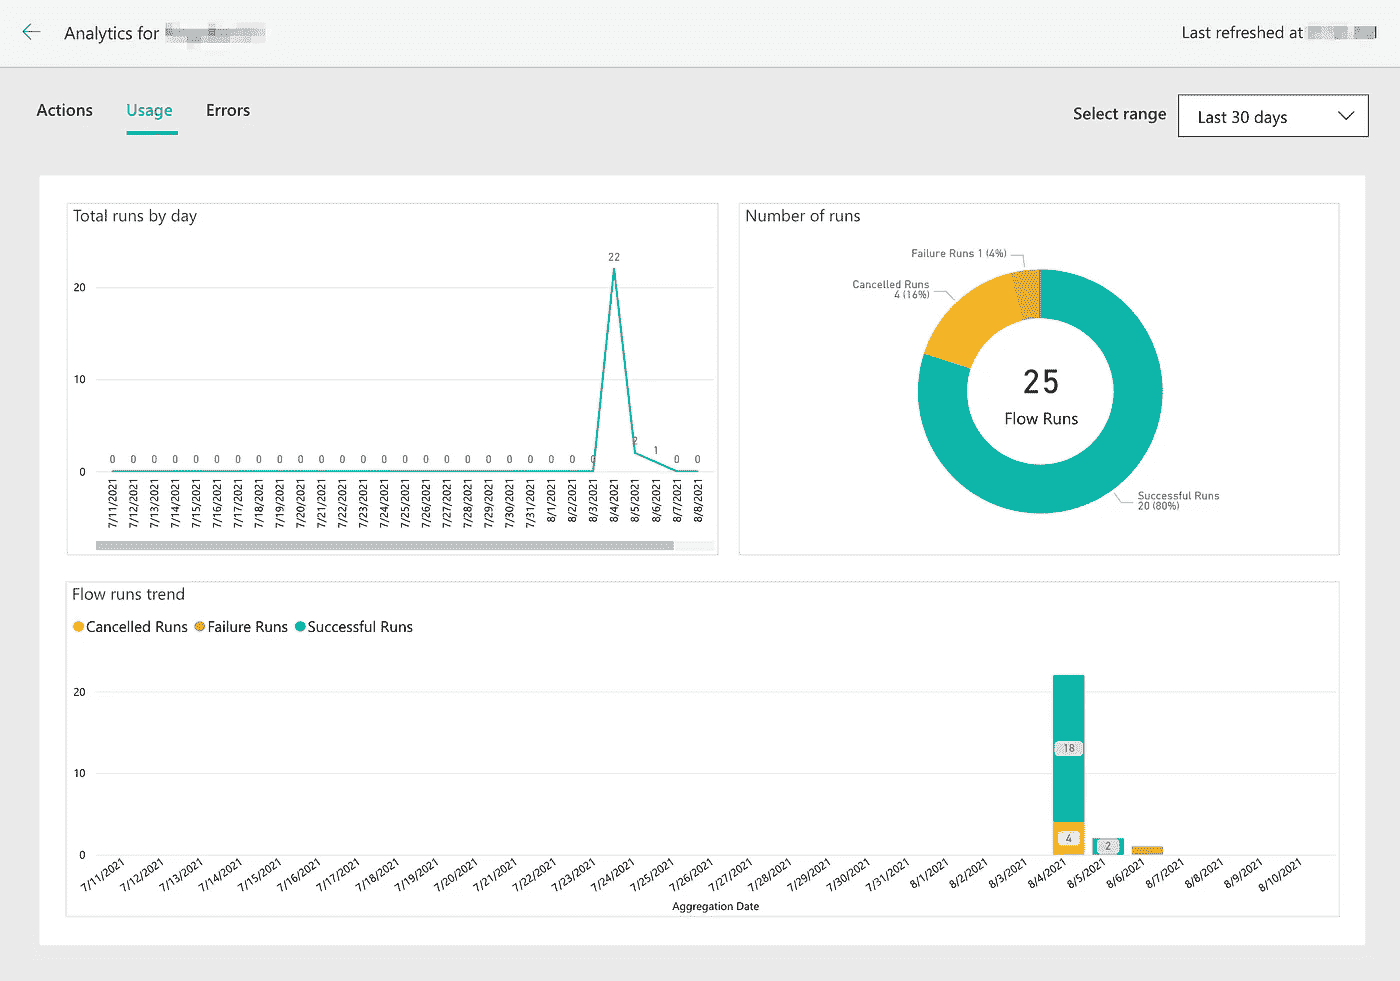 Analytics for
Last refreshed at
Actions Usage Errors
Select range Last 30 days
Total runs by day
22
20
10
0
0 0 0 0 0 0 0 0 0 0 0 0 0 0 0 0 0 0 0 0 0 0 0 0 2 1 0 0
7/11/2021 7/12/2021 7/13/2021 7/14/2021 7/15/2021 7/16/2021 7/17/2021 7/18/2021 7/19/2021 7/20/2021 7/21/2021 7/22/2021 7/23/2021 7/24/2021 7/25/2021 7/26/2021 7/27/2021 7/28/2021 7/29/2021 7/30/2021 7/31/2021 8/1/2021 8/2/2021 8/3/2021 8/4/2021 8/5/2021 8/6/2021 8/7/2021 8/8/2021
Number of runs
Failure Runs 1 (4%)
Cancelled Runs
4 (16%)
25
Flow Runs
Successful Runs
20 (80%)
Flow runs trend
Cancelled Runs Failure Runs Successful Runs
20
10
0
18
4
2
7/11/2021 7/12/2021 7/13/2021 7/14/2021 7/15/2021 7/16/2021 7/17/2021 7/18/2021 7/19/2021 7/20/2021 7/21/2021 7/22/2021 7/23/2021 7/24/2021 7/25/2021 7/26/2021 7/27/2021 7/28/2021 7/29/2021 7/30/2021 7/31/2021 8/1/2021 8/2/2021 8/3/2021 8/4/2021 8/5/2021 8/6/2021 8/7/2021 8/8/2021 8/9/2021 8/10/2021
Aggregation Date